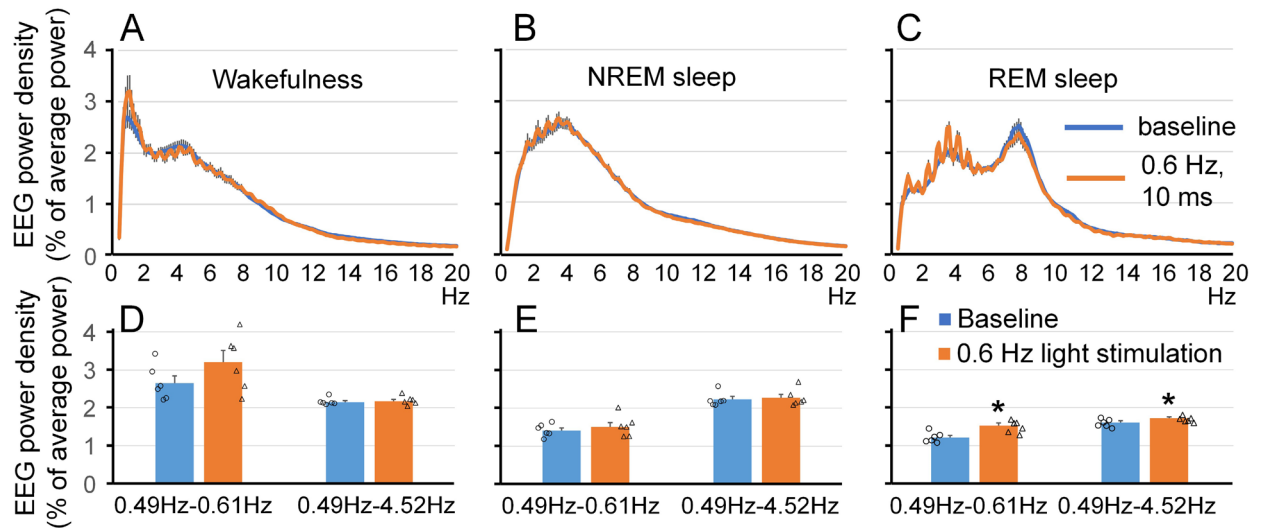 A
B
C
EEG power density
(% of average power)
4
3
2
1
0
Wakefulness
NREM sleep
REM sleep
baseline
0.6 Hz,
10 ms
0 2 4 6 8 10 12 14 16 18 20
Hz
0 2 4 6 8 10 12 14 16 18 20
Hz
0 2 4 6 8 10 12 14 16 18 20
Hz
D
E
F
EEG power density
(% of average power)
4
3
2
1
0
Baseline
0.6 Hz light stimulation
*
*
0.49Hz-0.61Hz 0.49Hz-4.52Hz
0.49Hz-0.61Hz 0.49Hz-4.52Hz
0.49Hz-0.61Hz 0.49Hz-4.52Hz